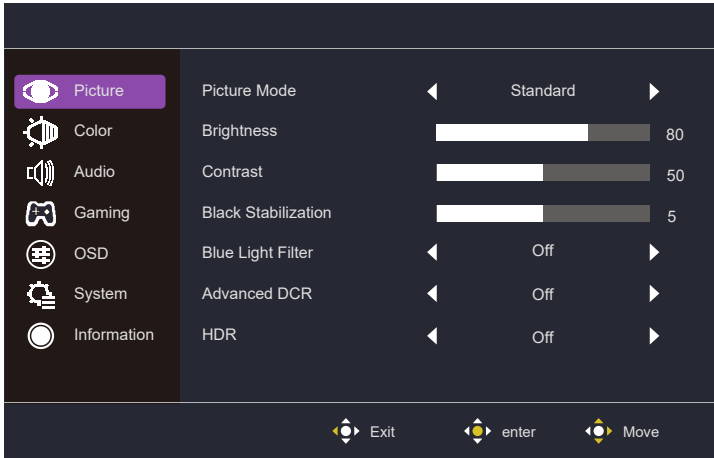 Picture
Color
Audio
Gaming
OSD
System
Information
Picture Mode Standard
Brightness 80
Contrast 50
Black Stabilization 5
Blue Light Filter Off
Advanced DCR Off
HDR Off
Exit enter Move